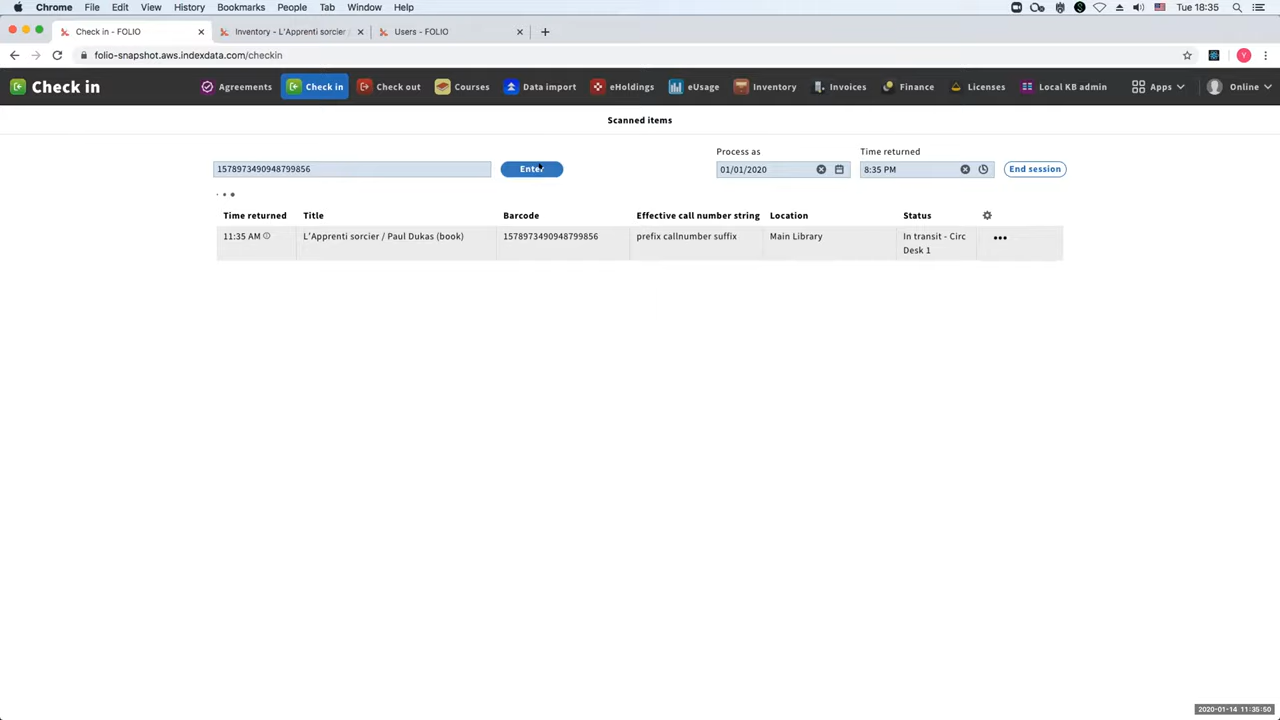 Chrome File Edit View History Bookmarks People Tab Window Help Tue 18:35
Check in - FOLIO Inventory - L'Apprenti sorcier Users - FOLIO
folio-snapshot.aws.indexdata.com/checkin
Check in Agreements Check in Check out Courses Data import eHoldings eUsage Inventory Invoices Finance Licenses Local KB admin Apps Online
Scanned items
Process as Time returned
1578973490948799856 Enter 01/01/2020 8:35 PM End session
Time returned Title Barcode Effective call number string Location Status
11:35 AM L'Apprenti sorcier / Paul Dukas (book) 1578973490948799856 prefix callnumber suffix Main Library In transit - Circ
Desk 1
2020-01-14 11:35:50